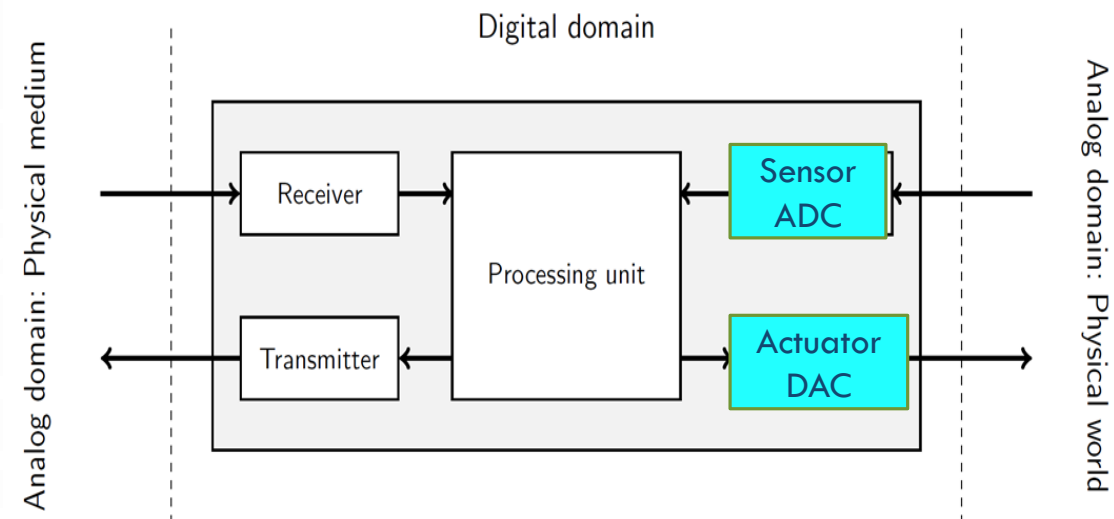 Digital domain
Analog domain: Physical medium
Receiver
Processing unit
Sensor
ADC
Transmitter
Actuator
DAC
Analog domain: Physical world